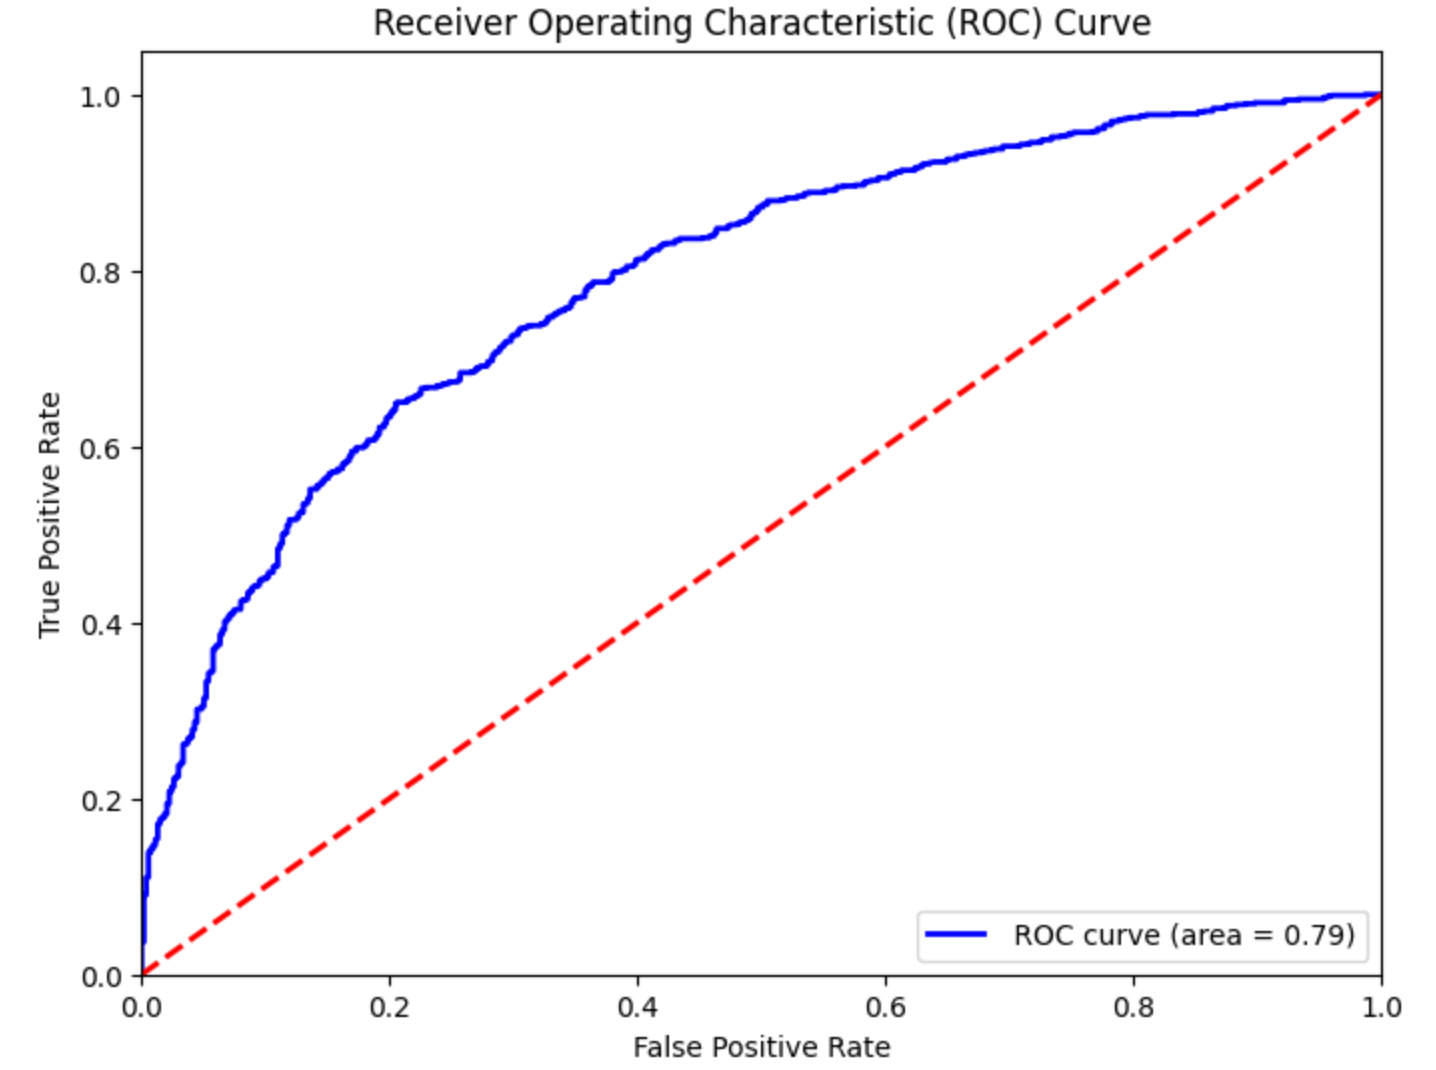 Receiver Operating Characteristic (ROC) Curve
1.0
0.8
0.6
0.4
0.2
0.0
True Positive Rate
ROC curve (area = 0.79)
0.0 0.2 0.4 0.6 0.8 1.0
False Positive Rate